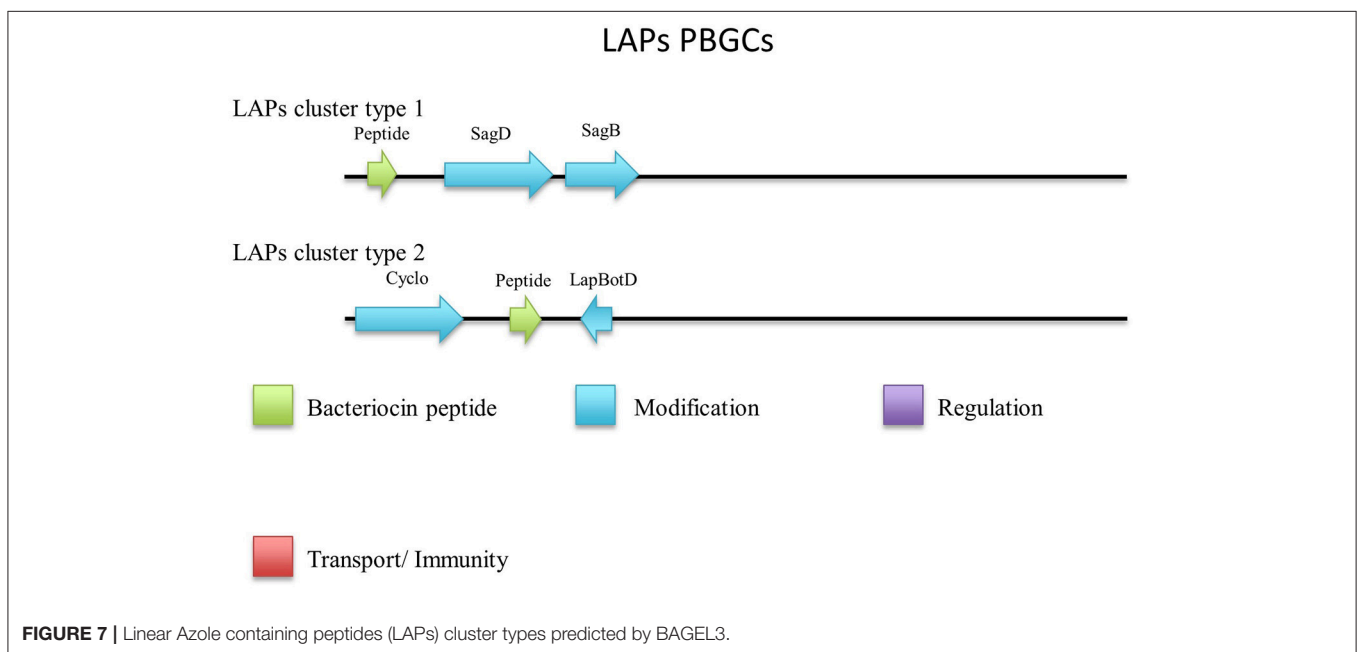 LAPs PBGCs
LAPs cluster type 1
Peptide SagD SagB
LAPs cluster type 2
Cyclo Peptide LapBotD
Bacteriocin peptide Modification Regulation
Transport/ Immunity
FIGURE 7 | Linear Azole containing peptides (LAPs) cluster types predicted by BAGEL3.